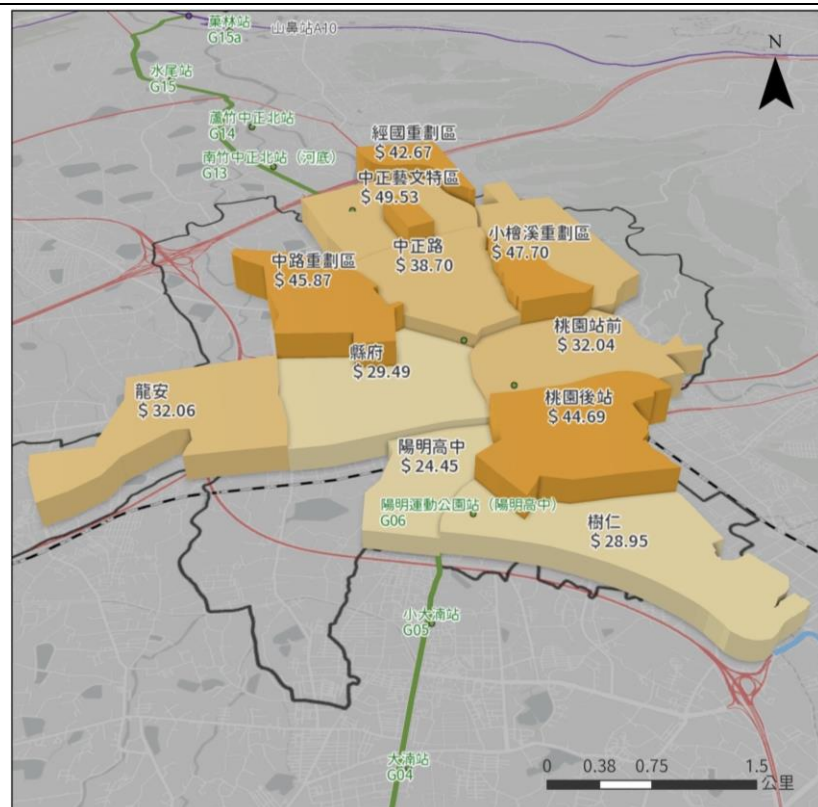 菓林站
G15a
山鼻站A10
N
水尾站
G15
蘆竹中正北站
G14
南竹中正北站（河底）
G13
經國重劃區
$ 42.67
中正藝文特區
$ 49.53
中正路
$ 38.70
小檜溪重劃區
$ 47.70
中路重劃區
$ 45.87
桃園站前
$ 32.04
縣府
$ 29.49
龍安
$ 32.06
桃園後站
$ 44.69
陽明高中
$ 24.45
陽明運動公園站（陽明高中）
G06
樹仁
$ 28.95
小大湳站
G05
大湳站
G04
0 0.38 0.75 1.5
公里